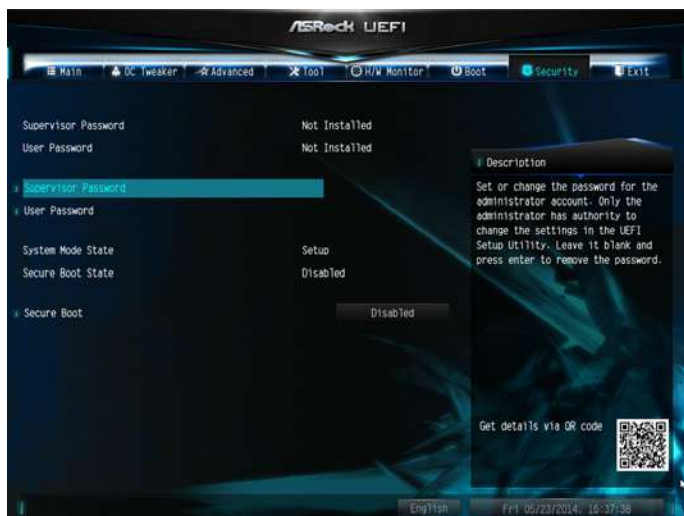 ASRock UEFI
Main OC Tweaker Advanced Tool H/W Monitor Boot Security Exit
Supervisor Password Not Installed
User Password Not Installed
Supervisor Password
User Password
System Mode State Setup
Secure Boot State Disabled
Secure Boot Disabled
Description
Set or change the password for the
administrator account. Only the
administrator has authority to
change the settings in the UEFI
Setup Utility. Leave it blank and
press enter to remove the password.
Get details via QR code
English Fri 05/23/2014, 16:37:36